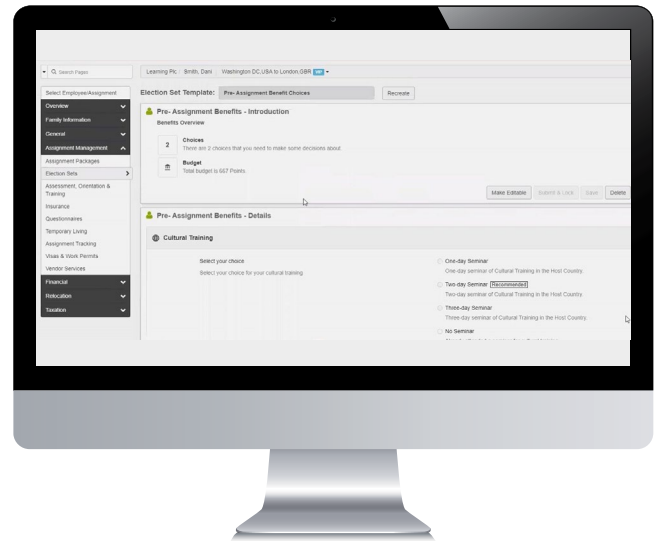 Search Pages
Learning Plc Smith, Dani Washington DC,USA to London,GBR VIP
Select Employee/Assignment
Overview
Family Information
General
Assignment Management
Assignment Packages
Election Sets
Assessment, Orientation &
Training
Insurance
Questionnaires
Temporary Living
Assignment Tracking
Visas & Work Permits
Vendor Services
Financial
Relocation
Taxation
Election Set Template: Pre- Assignment Benefit Choices Recreate
Pre- Assignment Benefits - Introduction
Benefits Overview
2 Choices
There are 2 choices that you need to make some decisions about.
Budget
Total budget is 667 Points.
Make Editable Submit & Lock Save Delete
Pre- Assignment Benefits - Details
Cultural Training
Select your choice
Select your choice for your cultural training
One-day Seminar
One-day seminar of Cultural Training in the Host Country.
Two-day Seminar Recommended
Two-day seminar of Cultural Training in the Host Country.
Three-day Seminar
Three-day seminar of Cultural Training in the Host Country.
No Seminar